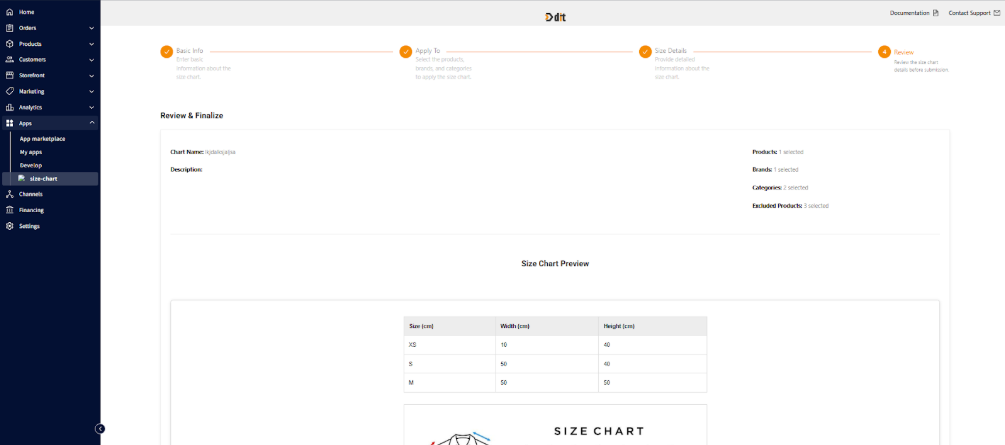 Home
Orders
Products
Customers
Storefront
Marketing
Analytics
Apps
App marketplace
My apps
Develop
size-chart
Channels
Financing
Settings
D-dit
Documentation
Contact Support
Basic Info
Enter basic
information about the
size chart.
Apply To
Select the products,
brands, and categories
to apply the size chart.
Size Details
Provide detailed
information about the
size chart.
4
Review
Review the size chart
details before submission.
Review & Finalize
Chart Name:
Description:
Products: 1 selected
Brands: 1 selected
Categories: 2 selected
Excluded Products: 3 selected
Size Chart Preview
Size (cm) Width (cm) Height (cm)
XS 10 40
S 50 40
M 50 50
SIZE CHART